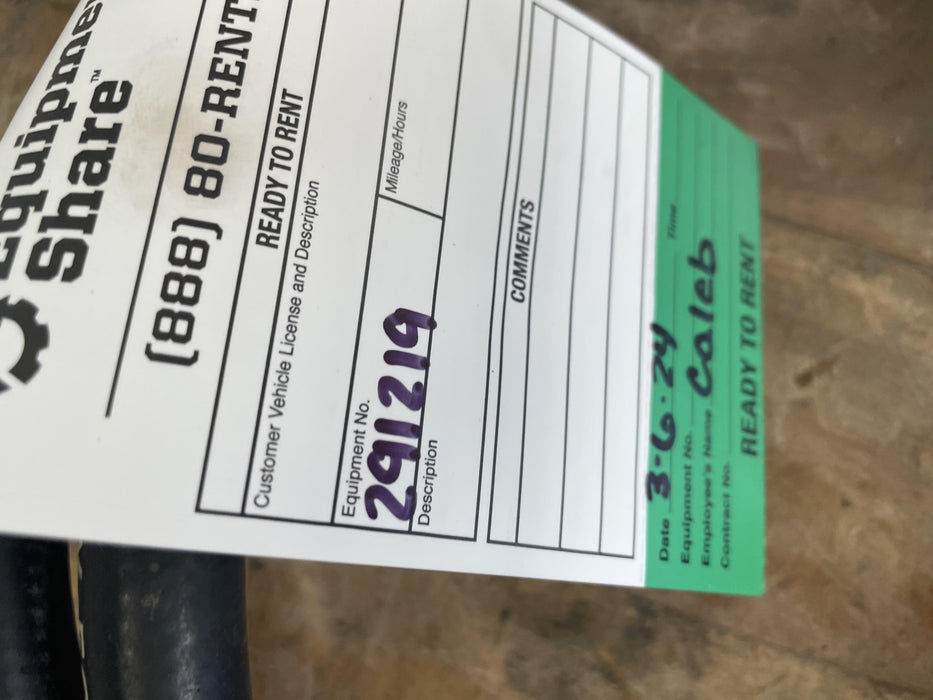 Equipme
Share™
(888) 80-RENT
READY TO RENT
Customer Vehicle License and Description
Equipment No.
Mileage/Hours
291219
Description
COMMENTS
Date 3-6-24 Time
Equipment No.
Employee's Name Caleb
Contract No.
READY TO RENT